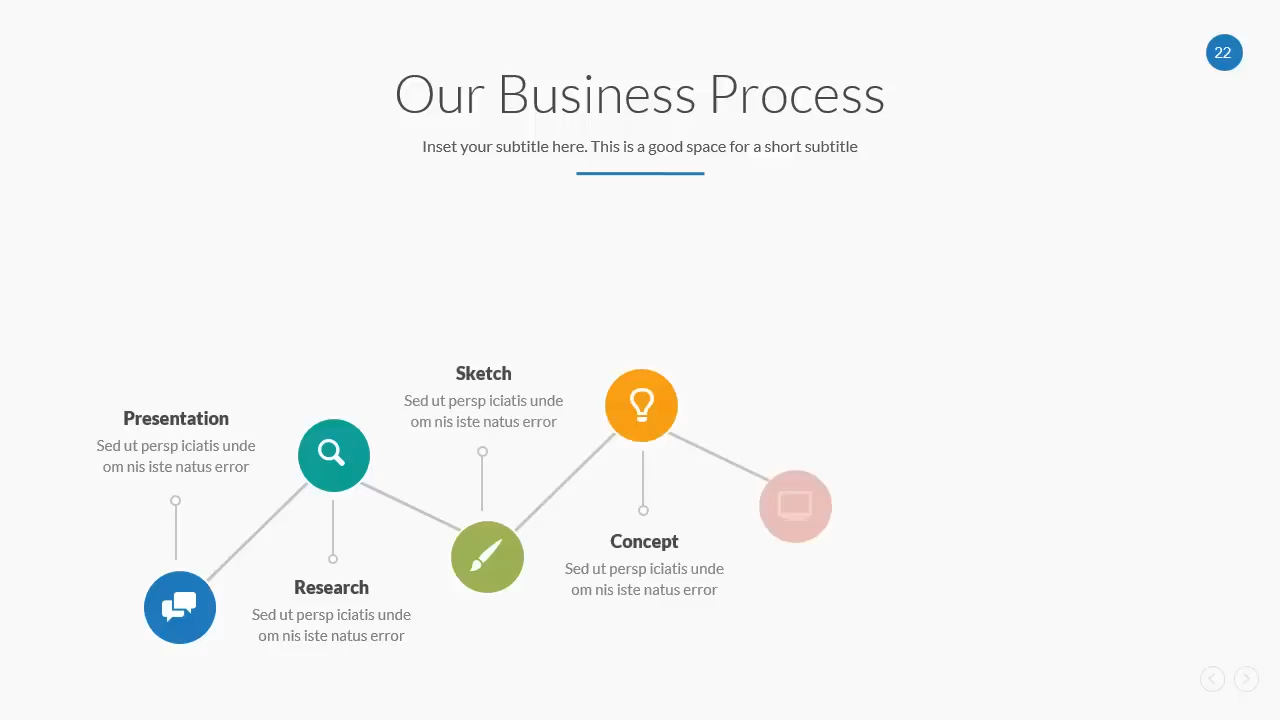 22
Our Business Process
Inset your subtitle here. This is a good space for a short subtitle
Presentation
Sed ut persp iciatis unde
om nis iste natus error
Research
Sed ut persp iciatis unde
om nis iste natus error
Sketch
Sed ut persp iciatis unde
om nis iste natus error
Concept
Sed ut persp iciatis unde
om nis iste natus error